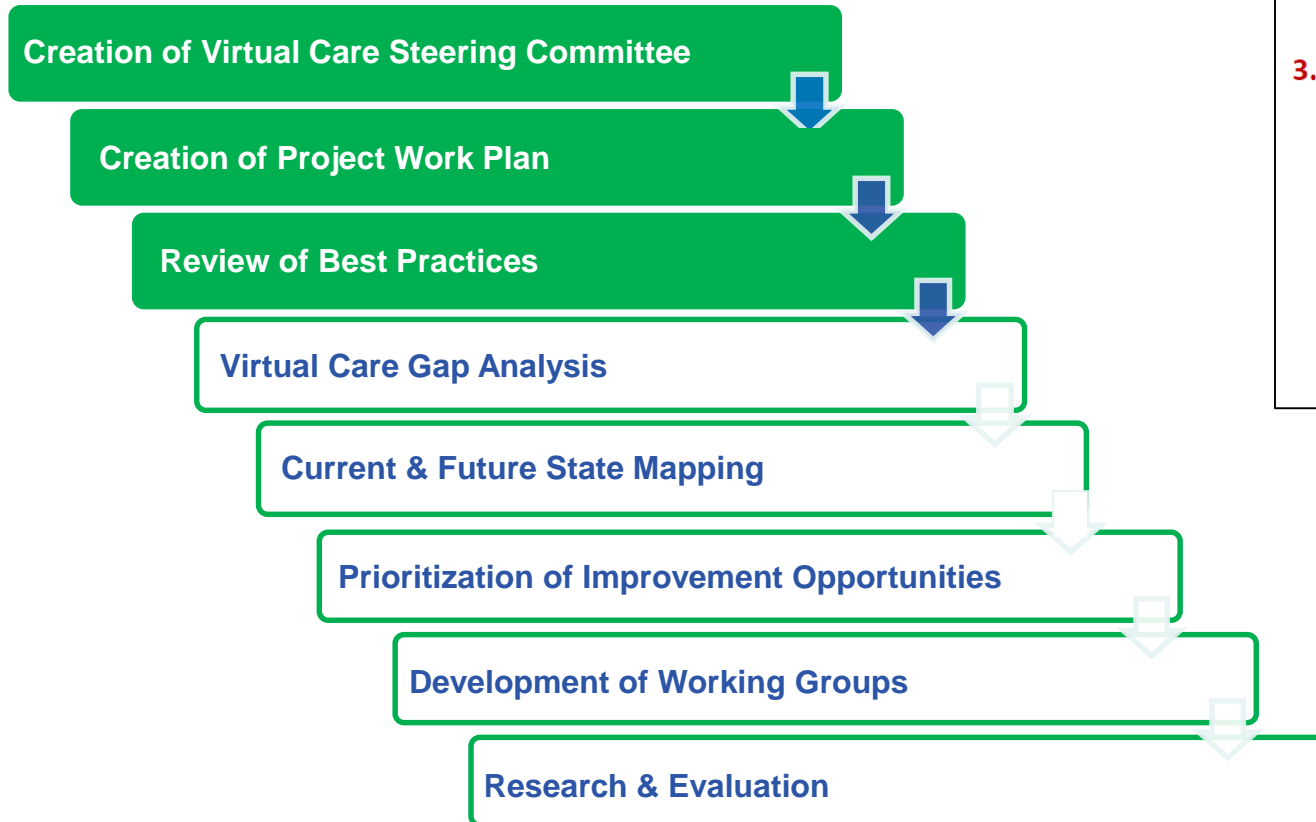 Creation of Virtual Care Steering Committee
3.
Creation of Project Work Plan
Review of Best Practices
Virtual Care Gap Analysis
Current & Future State Mapping
Prioritization of Improvement Opportunities
Development of Working Groups
Research & Evaluation